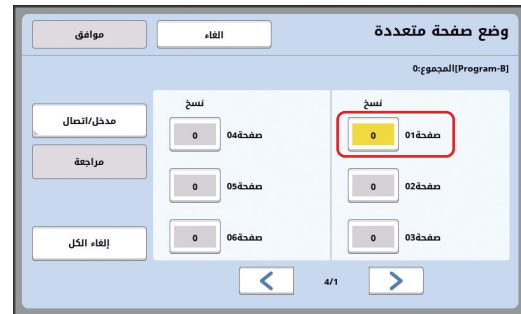 وضع صفحة متعددة
الغاء
موافق
[Program-B]المجموع:0
نسخ
نسخ
صفحة01 0
صفحة04 0
صفحة02 0
صفحة05 0
صفحة03 0
صفحة06 0
مدخل/اتصال
مراجعة
إلغاء الكل
4/1